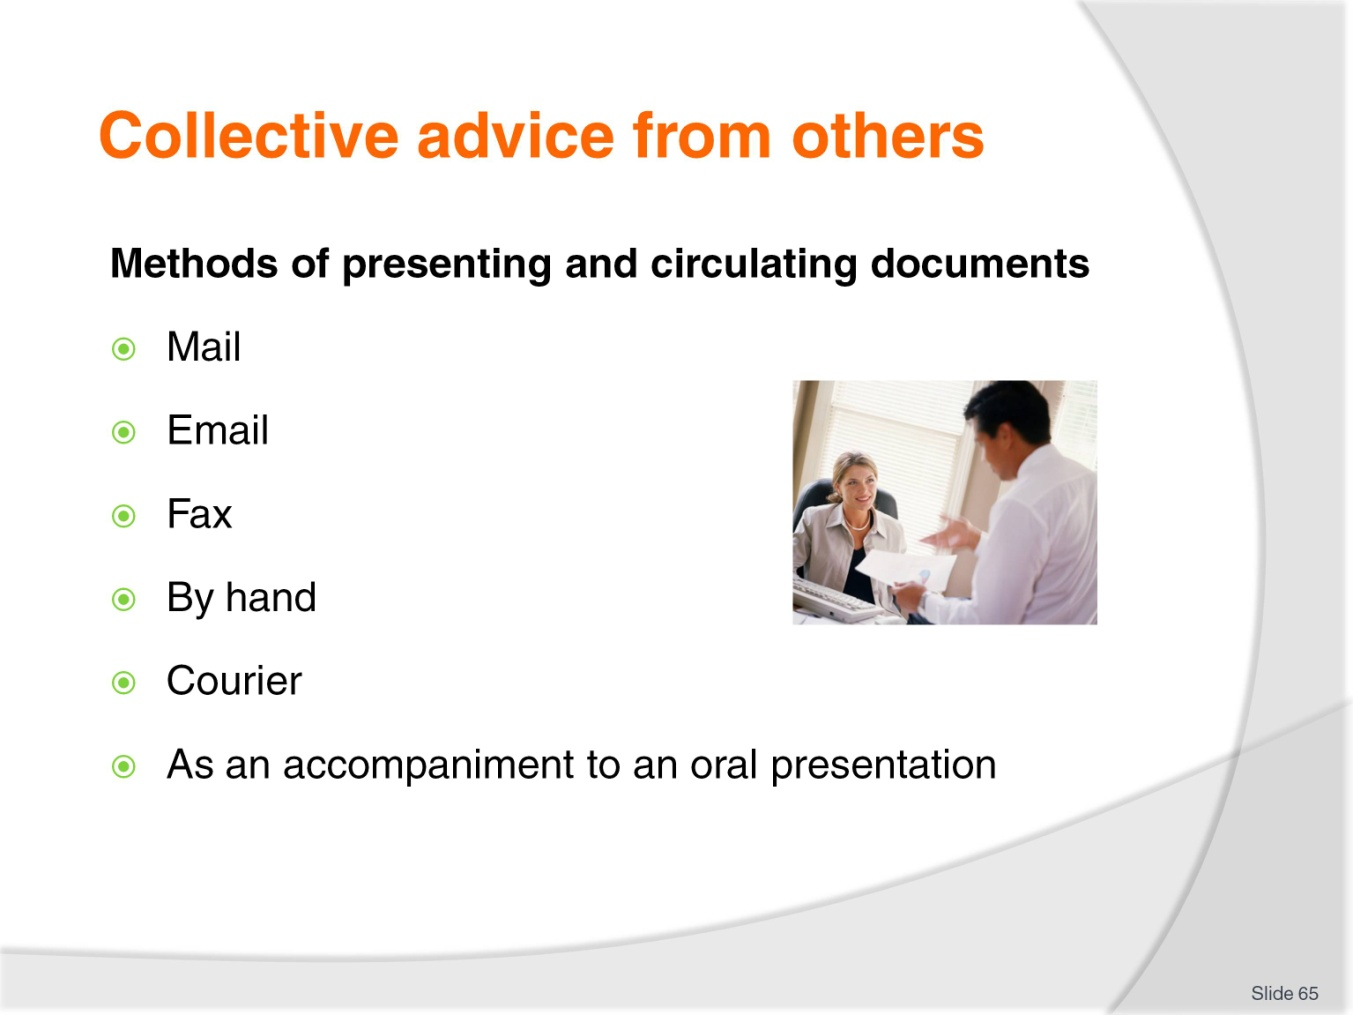 Collective advice from others
Methods of presenting and circulating documents
Mail
Email
Fax
By hand
Courier
As an accompaniment to an oral presentation
Slide 65